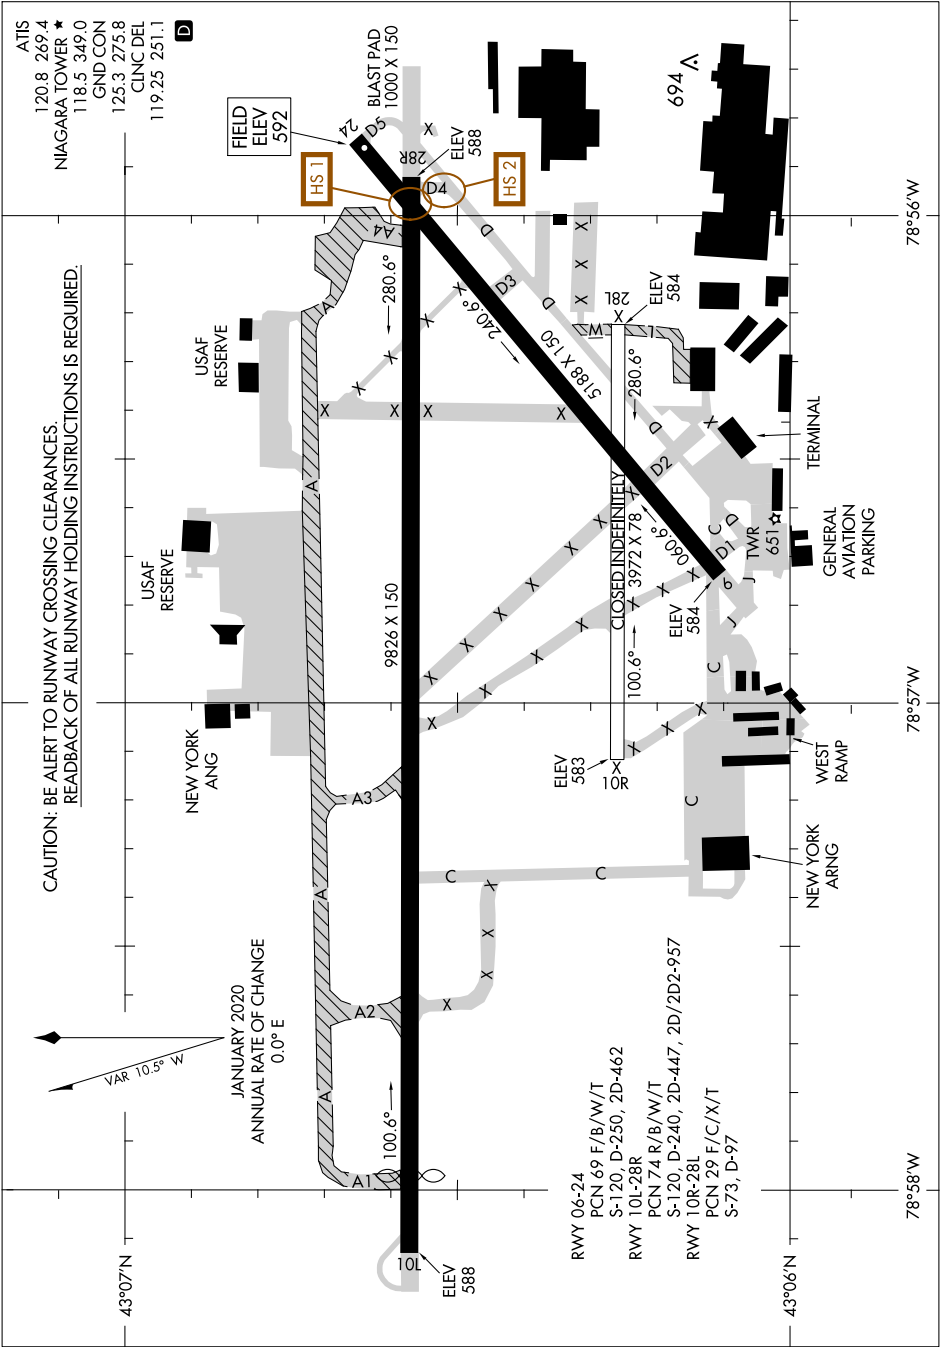 ATIS
120.8 269.4
NIAGARA TOWER ★
118.5 349.0
GND CON
125.3 275.8
CLNC DEL
119.25 251.1
D
CAUTION: BE ALERT TO RUNWAY CROSSING CLEARANCES.
READBACK OF ALL RUNWAY HOLDING INSTRUCTIONS IS REQUIRED.
FIELD
ELEV
592
HS 1
HS 2
BLAST PAD
1000 X 150
24
D5
X
28R
ELEV
588
D4
694
78°56'W
A4
280.6°
D
X
X
X
D3
D
240.6°
5188 X 150
X
X
X
X
X
X
X
X
28L
X
ELEV
584
W
L
280.6°
A
USAF
RESERVE
D
X
TERMINAL
A
D2
X
X
X
X
X
X
X
CLOSED INDEFINITELY
3972 X 78
060.6°
C
D
D1
TWR
651
GENERAL
AVIATION
PARKING
USAF
RESERVE
9826 X 150
X
X
X
X
X
X
X
6
J
J
ELEV
584
C
100.6°
X
X
X
78°57'W
NEW YORK
ANG
ELEV
583
X
10R
WEST
RAMP
A3
C
C
C
NEW YORK
ARNG
A
X
X
X
X
A2
JANUARY 2020
ANNUAL RATE OF CHANGE
0.0° E
VAR 10.5° W
A
100.6°
A1
10L
ELEV
588
RWY 06-24
PCN 69 F/B/W/T
S-120, D-250, 2D-462
RWY 10L-28R
PCN 74 R/B/W/T
S-120, D-240, 2D-447, 2D/2D2-957
RWY 10R-28L
PCN 29 F/C/X/T
S-73, D-97
78°58'W
43°07'N
43°06'N